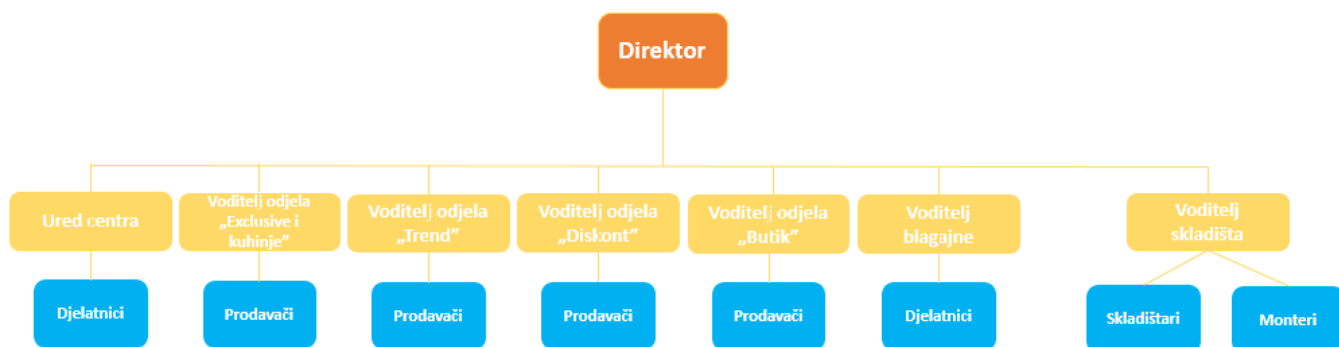 Direktor
Ured centra
Voditelj odjela
„Exclusive i
kuhinje”
Voditelj odjela
„Trend”
Voditelj odjela
„Diskont”
Voditelj odjela
„Butik”
Voditelj
blagajne
Voditelj
skladišta
Djelatnici
Prodavači
Prodavači
Prodavači
Prodavači
Djelatnici
Skladištari
Monteri